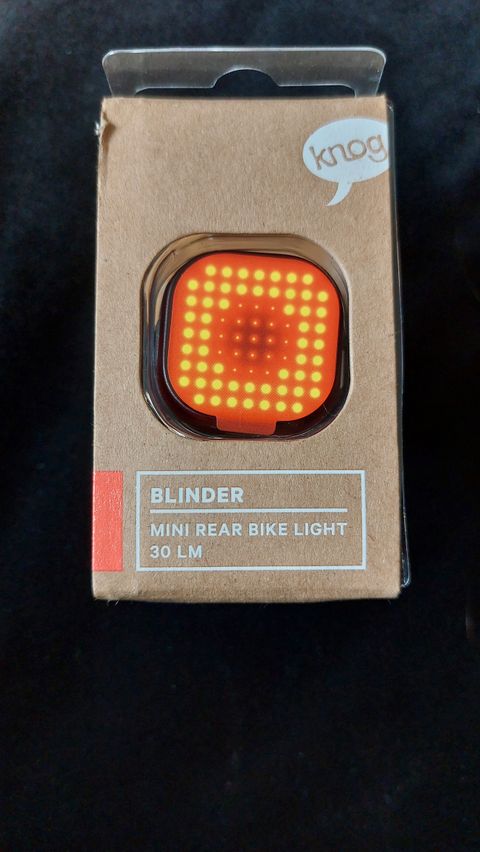 knog
BLINDER
MINI REAR BIKE LIGHT
30 LM